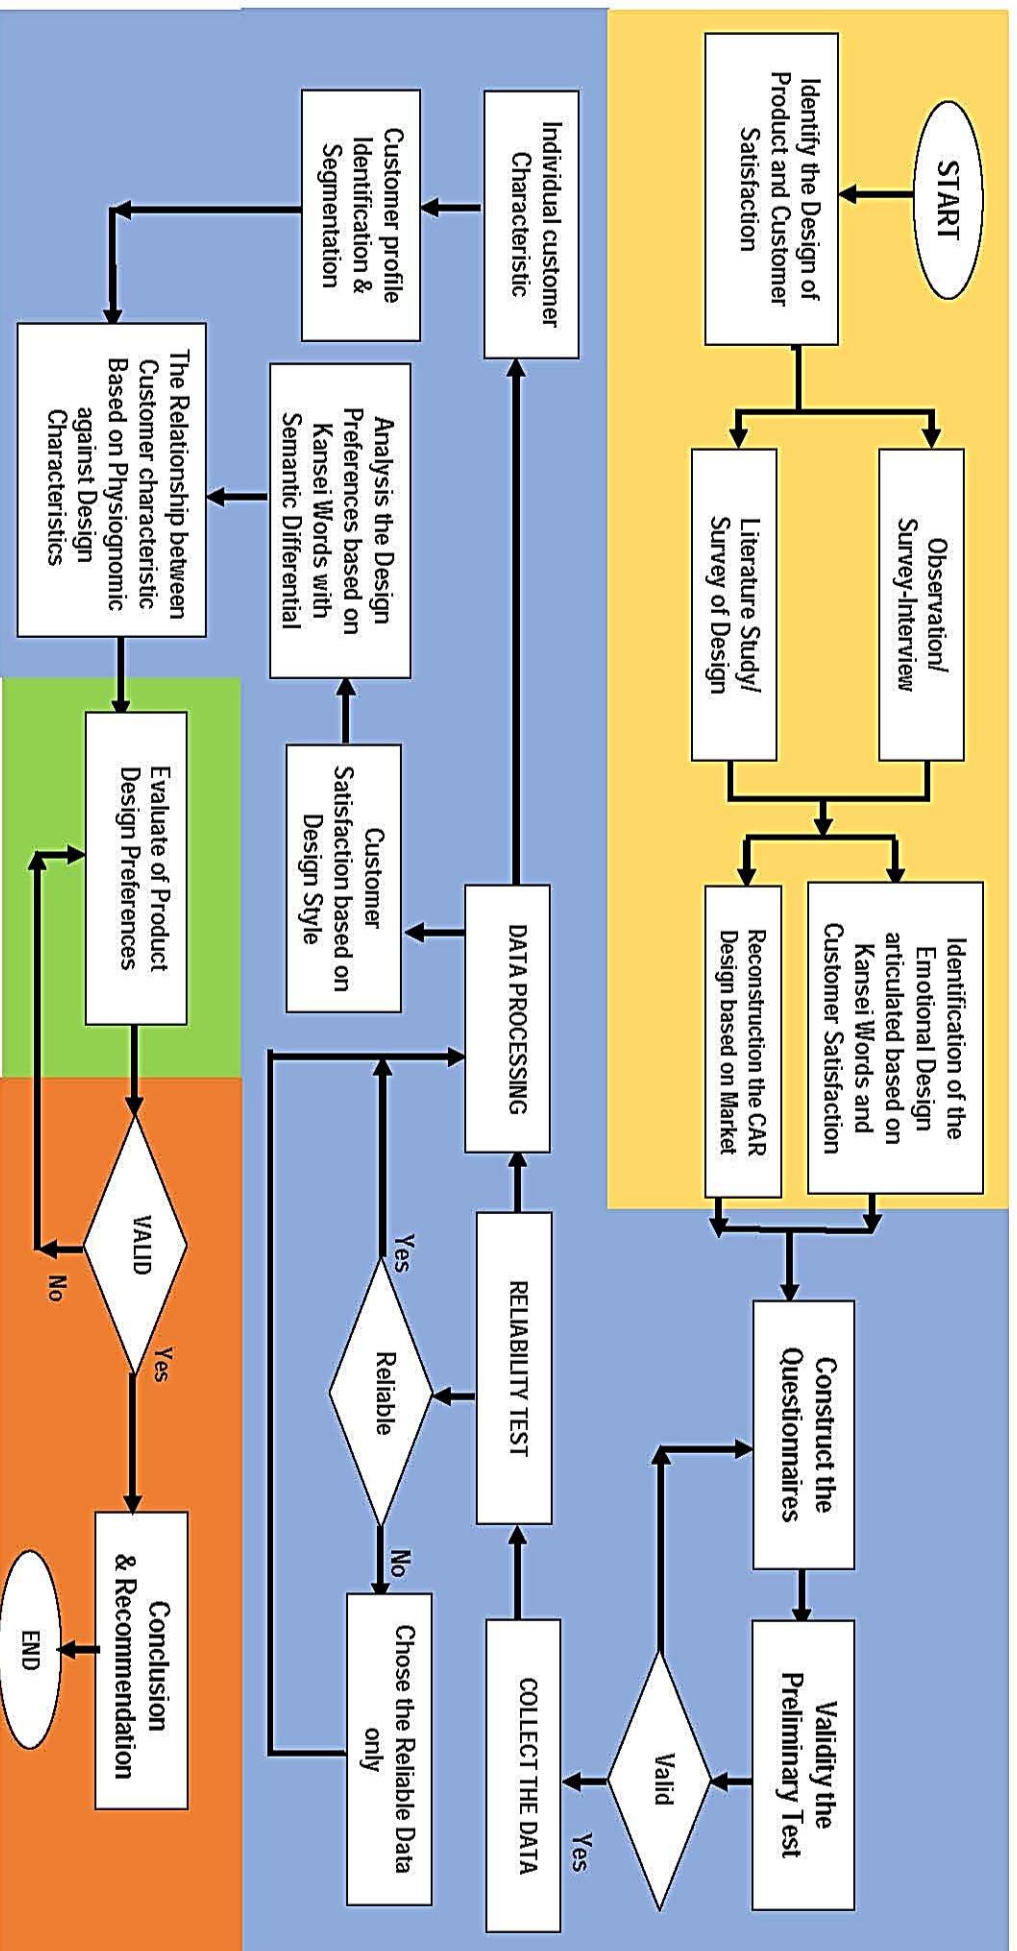 START
Identify the Design of
Product and Customer
Satisfaction
Observation/
Survey-Interview
Literature Study/
Survey of Design
Identification of the
Emotional Design
articulated based on
Kansei Words and
Customer Satisfaction
Reconstruction the CAR
Design based on Market
Construct the
Questionnaires
Validity the
Preliminary Test
Valid
Yes
COLLECT THE DATA
RELIABILITY TEST
Reliable
Yes
No
Chose the Reliable Data
only
DATA PROCESSING
Individual customer
Characteristic
Customer profile
Identification &
Segmentation
Customer
Satisfaction based on
Design Style
Analysis the Design
Preferences based on
Kansei Words with
Semantic Differential
The Relationship between
Customer characteristic
Based on Physiognomic
against Design
Characteristics
Evaluate of Product
Design Preferences
VALID
No
Yes
Conclusion
& Recommendation
END